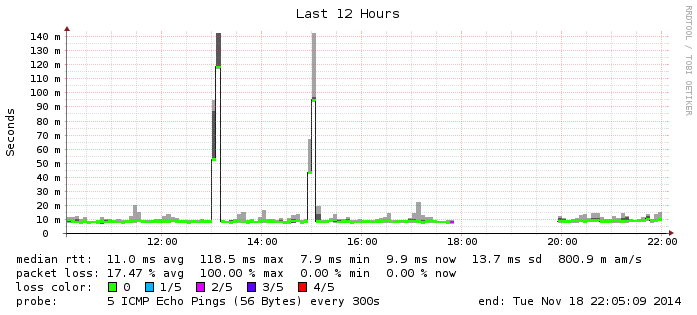 Last 12 Hours
RRDTOOL / TOBI OETIKER
Seconds
140 m
130 m
120 m
110 m
100 m
90 m
80 m
70 m
60 m
50 m
40 m
30 m
20 m
10 m
0
12:00 14:00 16:00 18:00 20:00 22:00
median rtt: 11.0 ms avg 118.5 ms max 7.9 ms min 9.9 ms now 13.7 ms sd 800.9 m am/s
packet loss: 17.47 % avg 100.00 % max 0.00 % min 0.00 % now
loss color: 0 1/5 2/5 3/5 4/5
probe: 5 ICMP Echo Pings (56 Bytes) every 300s end: Tue Nov 18 22:05:09 2014